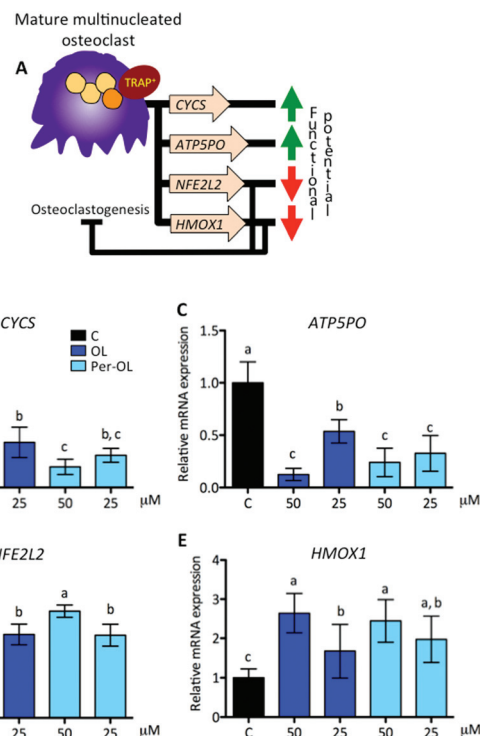 Mature multinucleated
osteoclast
A
TRAP+
CYCS
ATP5PO
NFE2L2
HMOX1
Functional
potential
Osteoclastogenesis
CYCS
C
OL
Per-OL
b
c
b, c
25
50
25
μM
C
ATP5PO
Relative mRNA expression
1.5
1.0
0.5
0.0
a
c
b
c
c
C
50
25
50
25
μM
NFE2L2
b
a
b
25
50
25
μM
E
HMOX1
Relative mRNA expression
4
3
2
1
0
c
a
b
a
a, b
C
50
25
50
25
μM